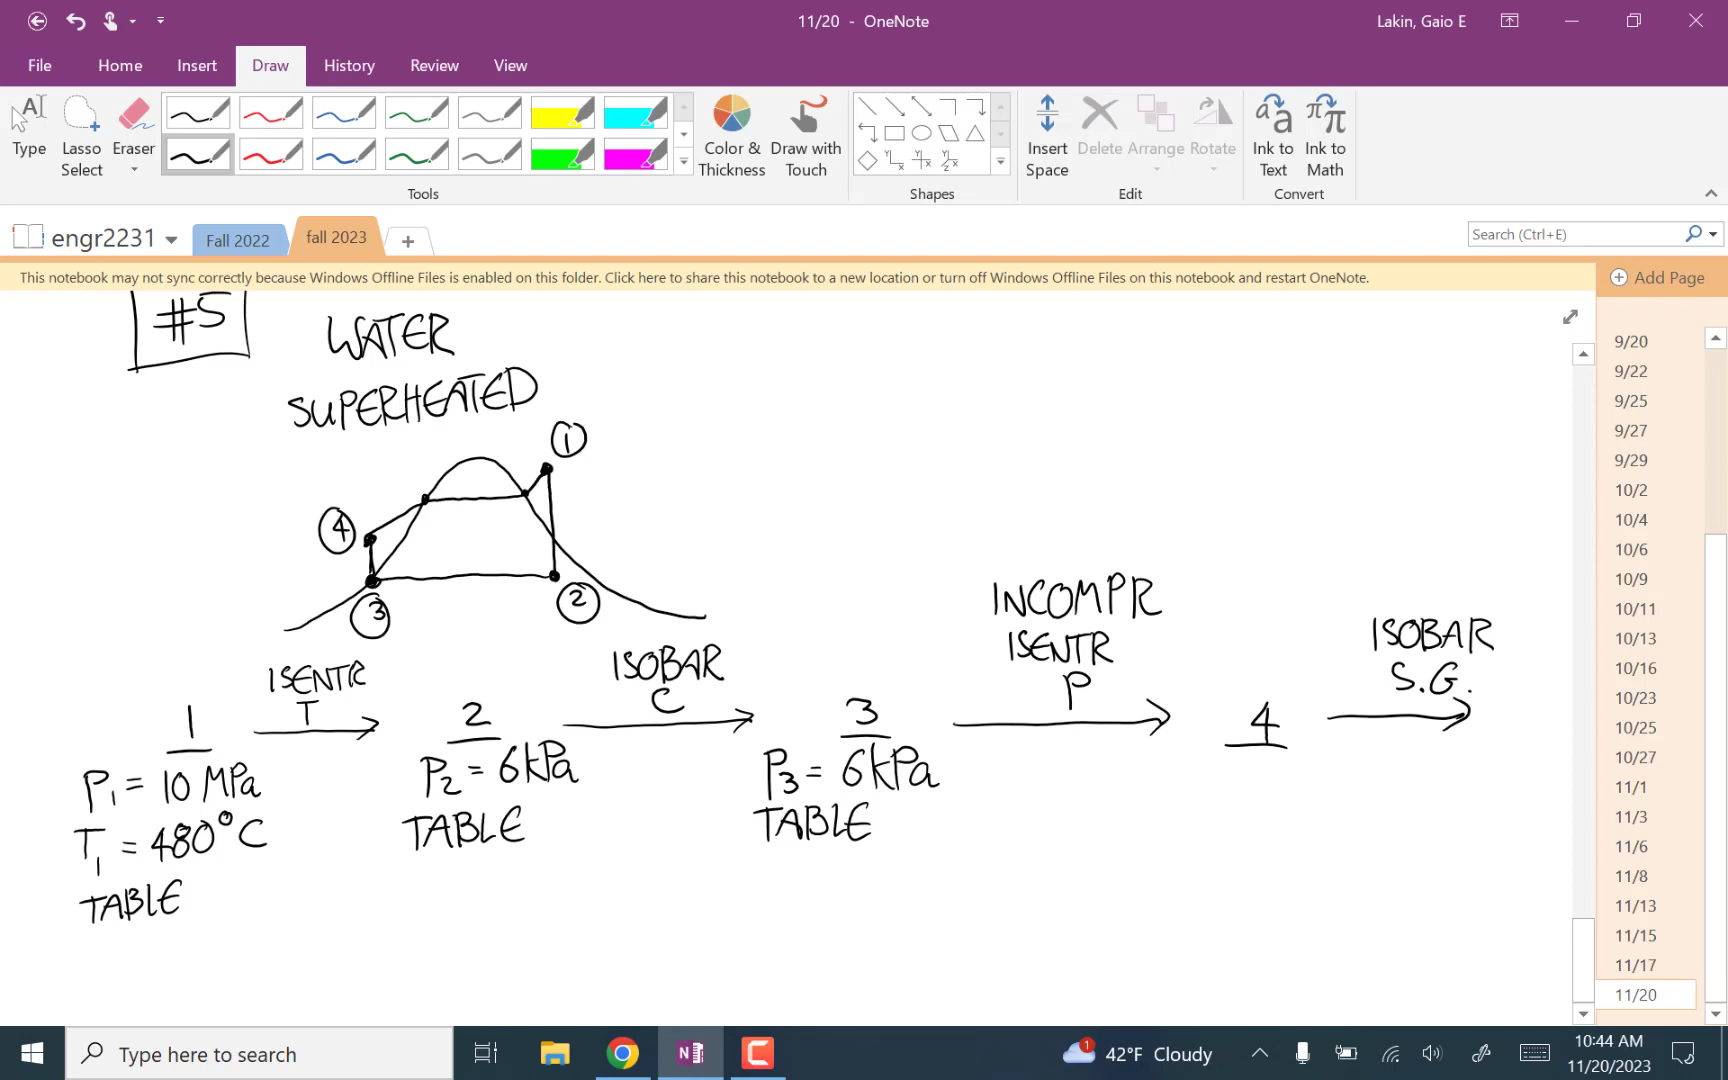 11/20 - OneNote
Lakin, Gaio E
File Home Insert Draw History Review View
Type
Lasso Select
Eraser
Color & Thickness
Draw with Touch
Insert Space
Delete
Arrange
Rotate
Ink to Text
Ink to Math
Tools Shapes Edit Convert
engr2231
Fall 2022
fall 2023
Search (Ctrl+E)
This notebook may not sync correctly because Windows Offline Files is enabled on this folder. Click here to share this notebook to a new location or turn off Windows Offline Files on this notebook and restart OneNote.
Add Page
9/20
9/22
9/25
9/27
9/29
10/2
10/4
10/6
10/9
10/11
10/13
10/16
10/23
10/25
10/27
11/1
11/3
11/6
11/8
11/13
11/15
11/17
11/20
#5
WATER
SUPERHEATED
1
4
3
2
ISENTR
T
ISOBAR
C
INCOMPR
ISENTR
P
ISOBAR
S.G.
1
P1 = 10 MPa
T1 = 480°C
TABLE
2
P2 = 6kPa
TABLE
3
P3 = 6kPa
TABLE
4
Type here to search
1
42°F Cloudy
10:44 AM
11/20/2023